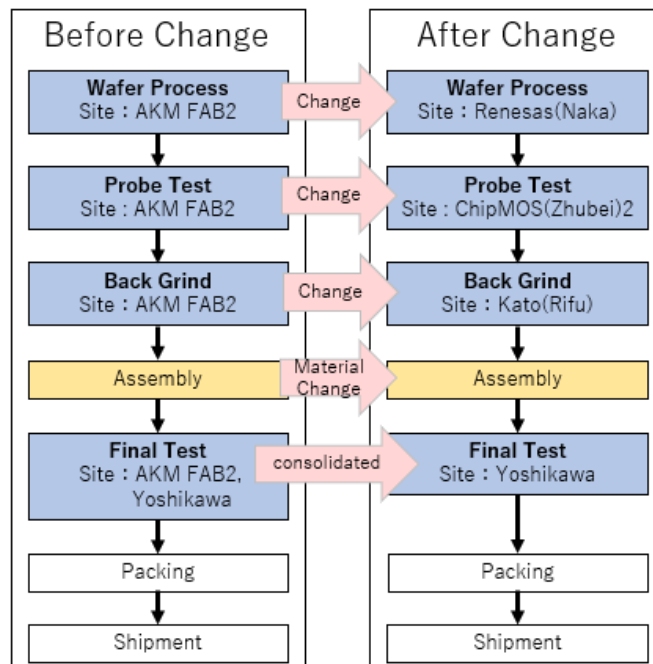 Before Change
After Change
Wafer Process
Site：AKM FAB2
Change
Wafer Process
Site：Renesas(Naka)
Probe Test
Site : AKM FAB2
Change
Probe Test
Site : ChipMOS(Zhubei)2
Back Grind
Site：AKM FAB2
Change
Back Grind
Site：Kato(Rifu)
Assembly
Material
Change
Assembly
Final Test
Site：AKM FAB2,
Yoshikawa
consolidated
Final Test
Site：Yoshikawa
Packing
Packing
Shipment
Shipment